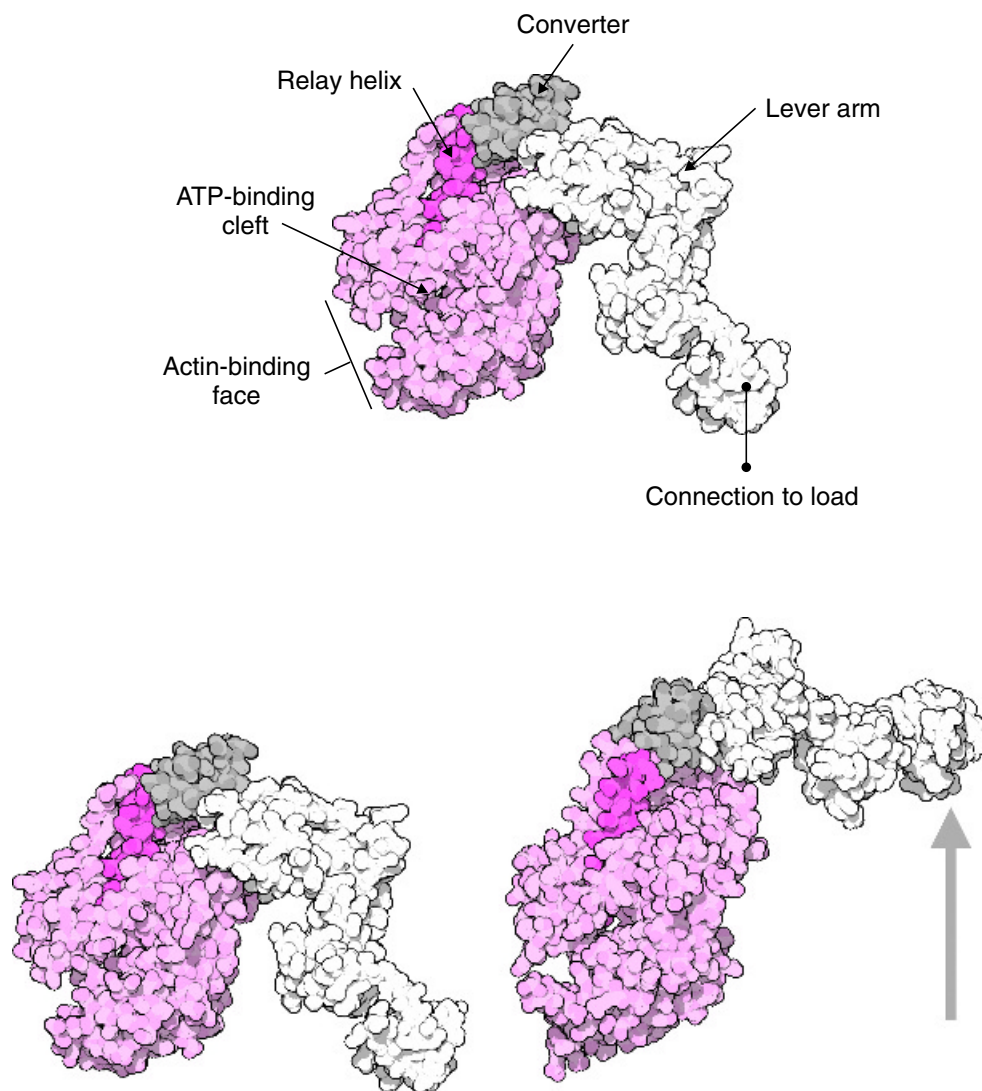 Converter
Relay helix
Lever arm
ATP-binding
cleft
Actin-binding
face
Connection to load